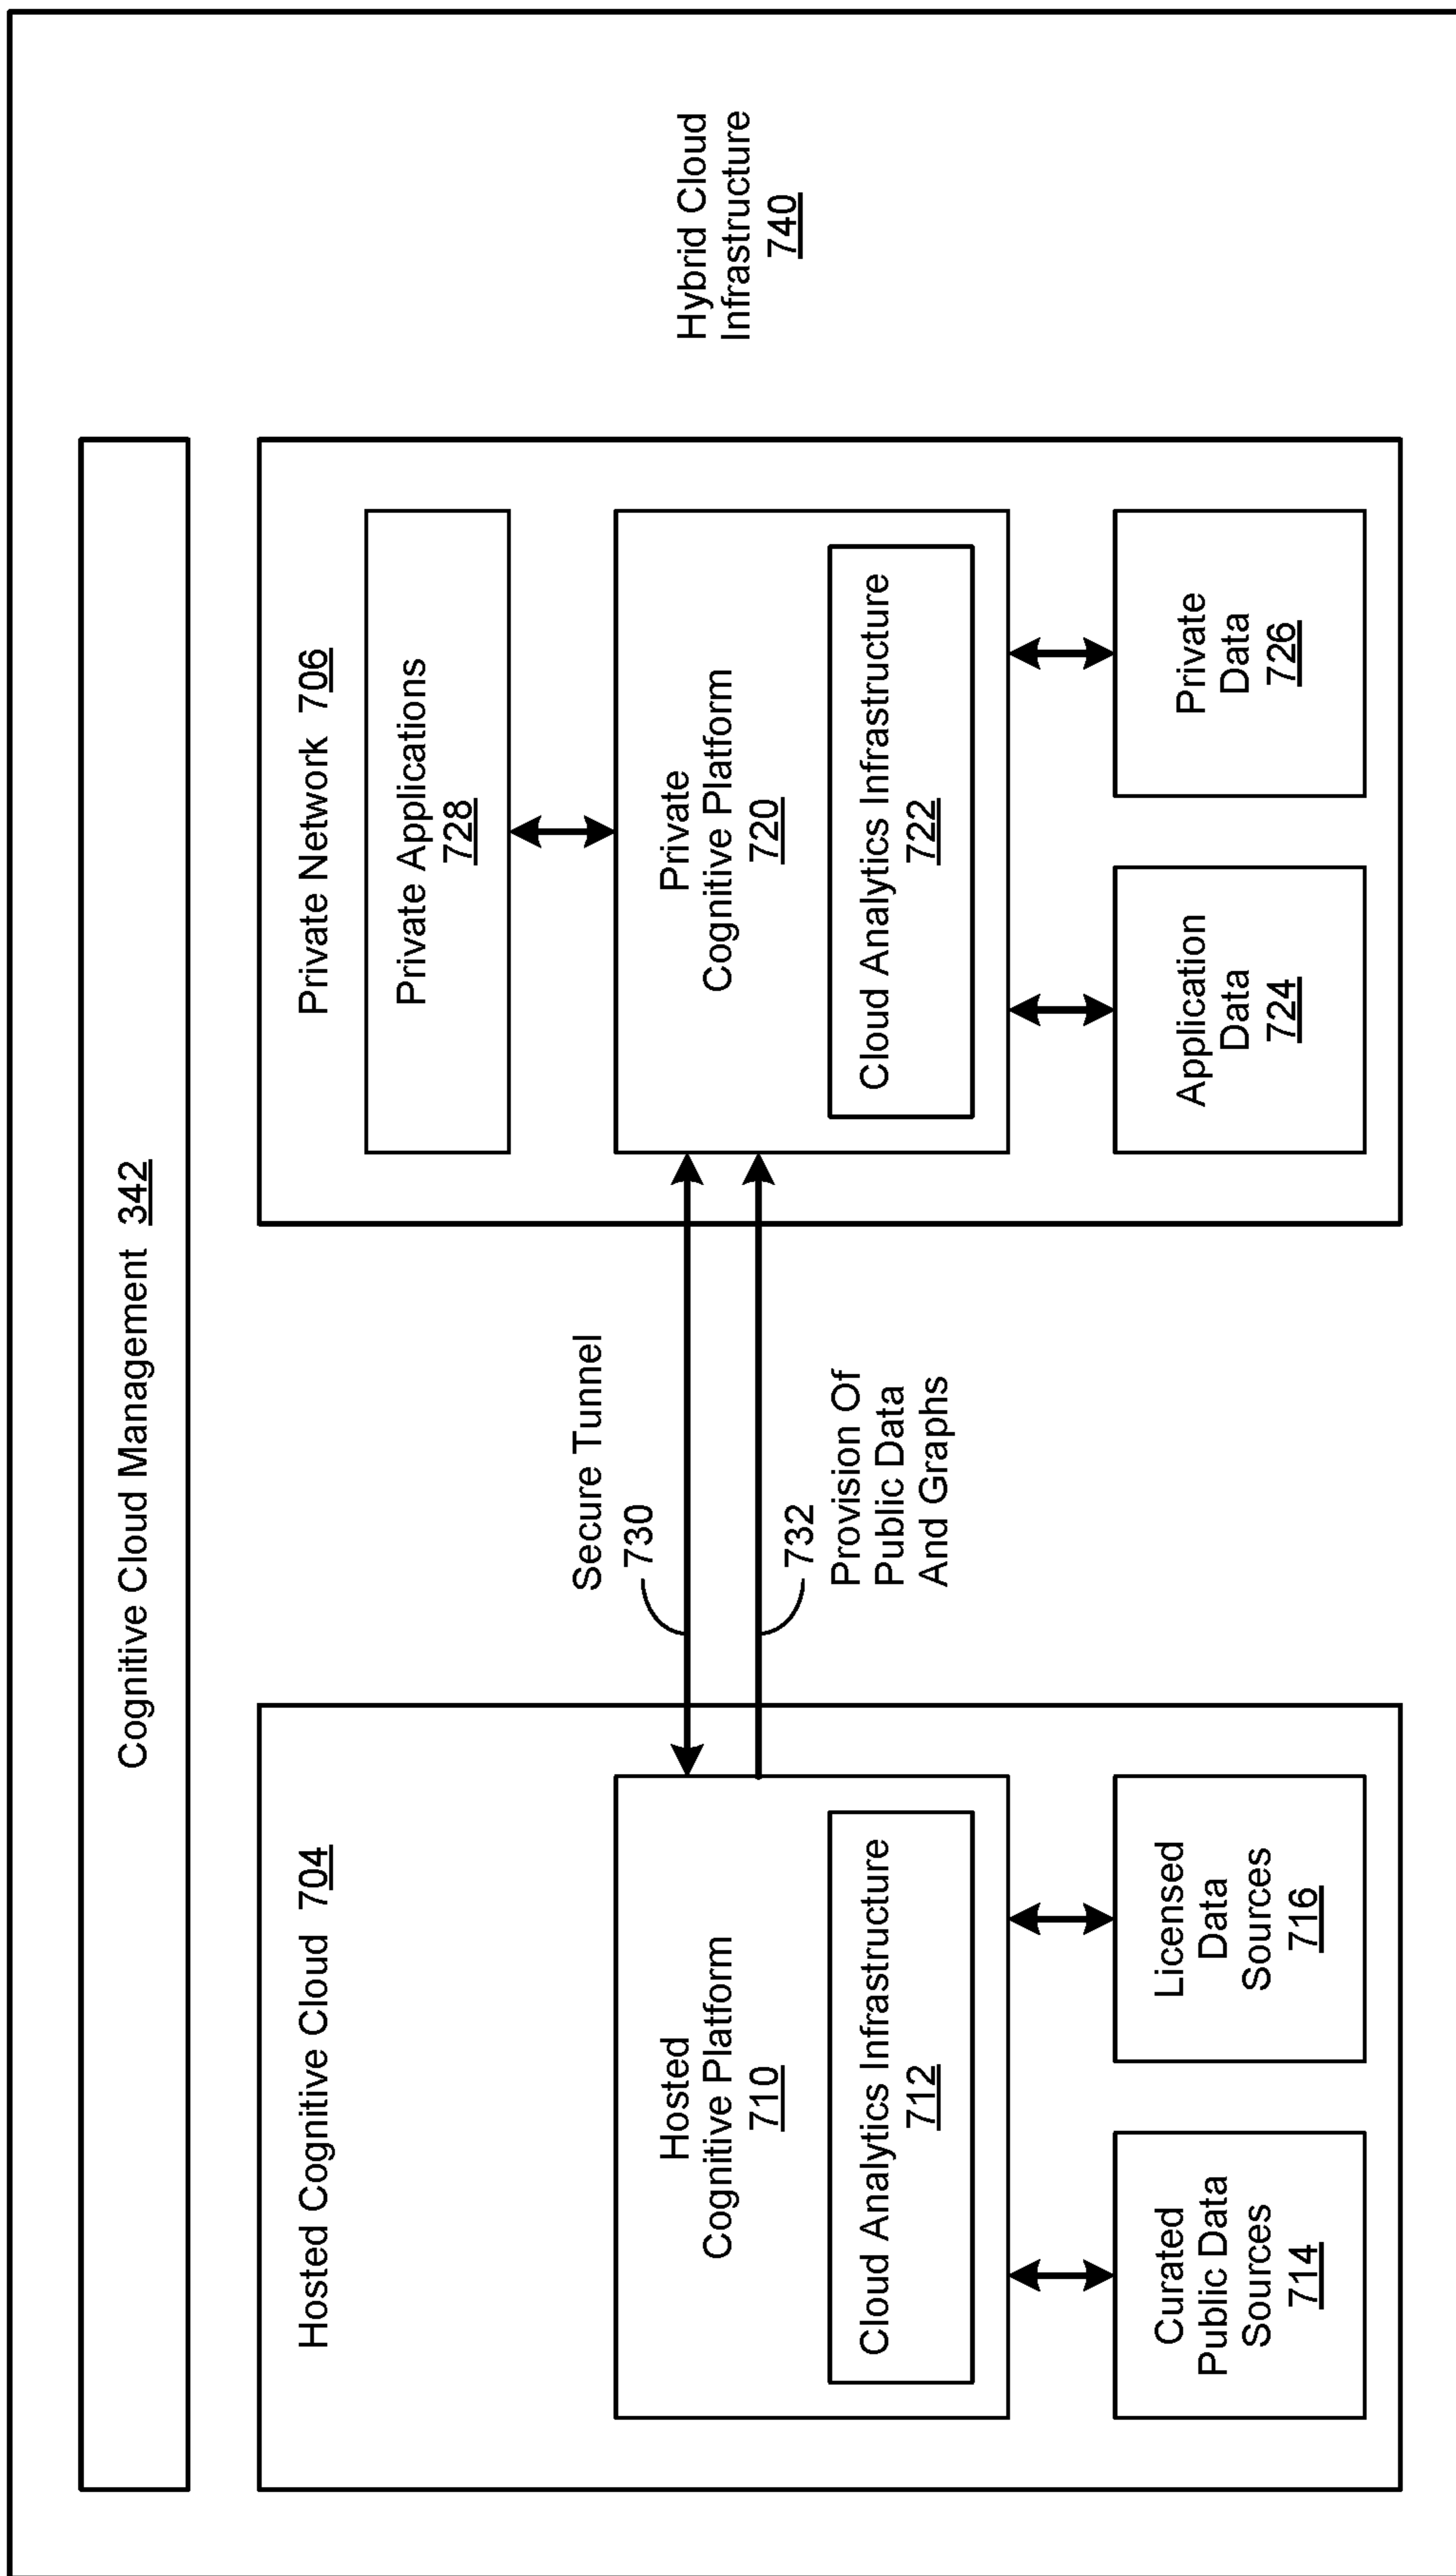 Cognitive Cloud Management 342
Hosted Cognitive Cloud 704
Hosted
Cognitive Platform
710
Cloud Analytics Infrastructure
712
Curated
Public Data
Sources
714
Licensed
Data
Sources
716
Secure Tunnel
730
732
Provision Of
Public Data
And Graphs
Private Network 706
Private Applications
728
Private
Cognitive Platform
720
Cloud Analytics Infrastructure
722
Application
Data
724
Private
Data
726
Hybrid Cloud
Infrastructure
740